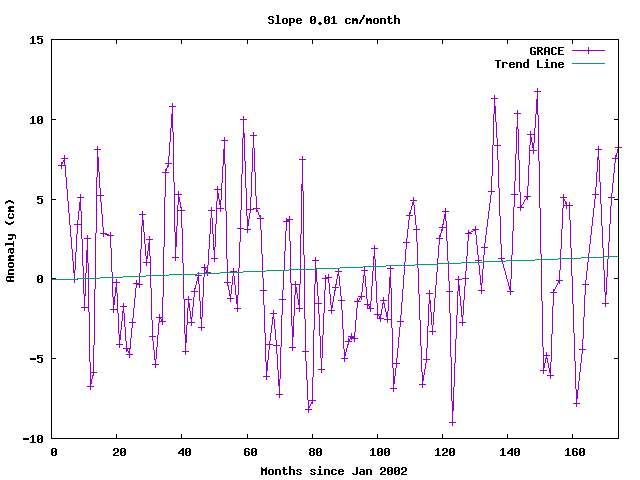 Slope 0.01 cm/month
15
GRACE
Trend Line
10
5
Anomaly (cm)
0
-5
-10
0 20 40 60 80 100 120 140 160
Months since Jan 2002